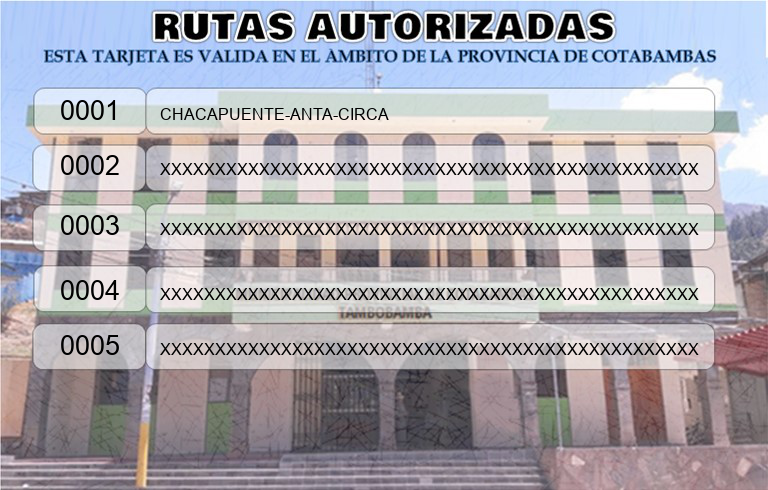 RUTAS AUTORIZADAS
ESTA TARJETA ES VALIDA EN EL AMBITO DE LA PROVINCIA DE COTABAMBAS
0001 CHACAPUENTE-ANTA-CIRCA
0002 xxxxxxxxxxxxxxxxxxxxxxxxxxxxxxxxxxxxxxxxxxxxxxxxx
0003 xxxxxxxxxxxxxxxxxxxxxxxxxxxxxxxxxxxxxxxxxxxxxxxxx
0004 xxxxxxxxxxxxxxxxxxxxxxxxxxxxxxxxxxxxxxxxxxxxxxxxx
TAMBOBAMBA
0005 xxxxxxxxxxxxxxxxxxxxxxxxxxxxxxxxxxxxxxxxxxxxxxxxx